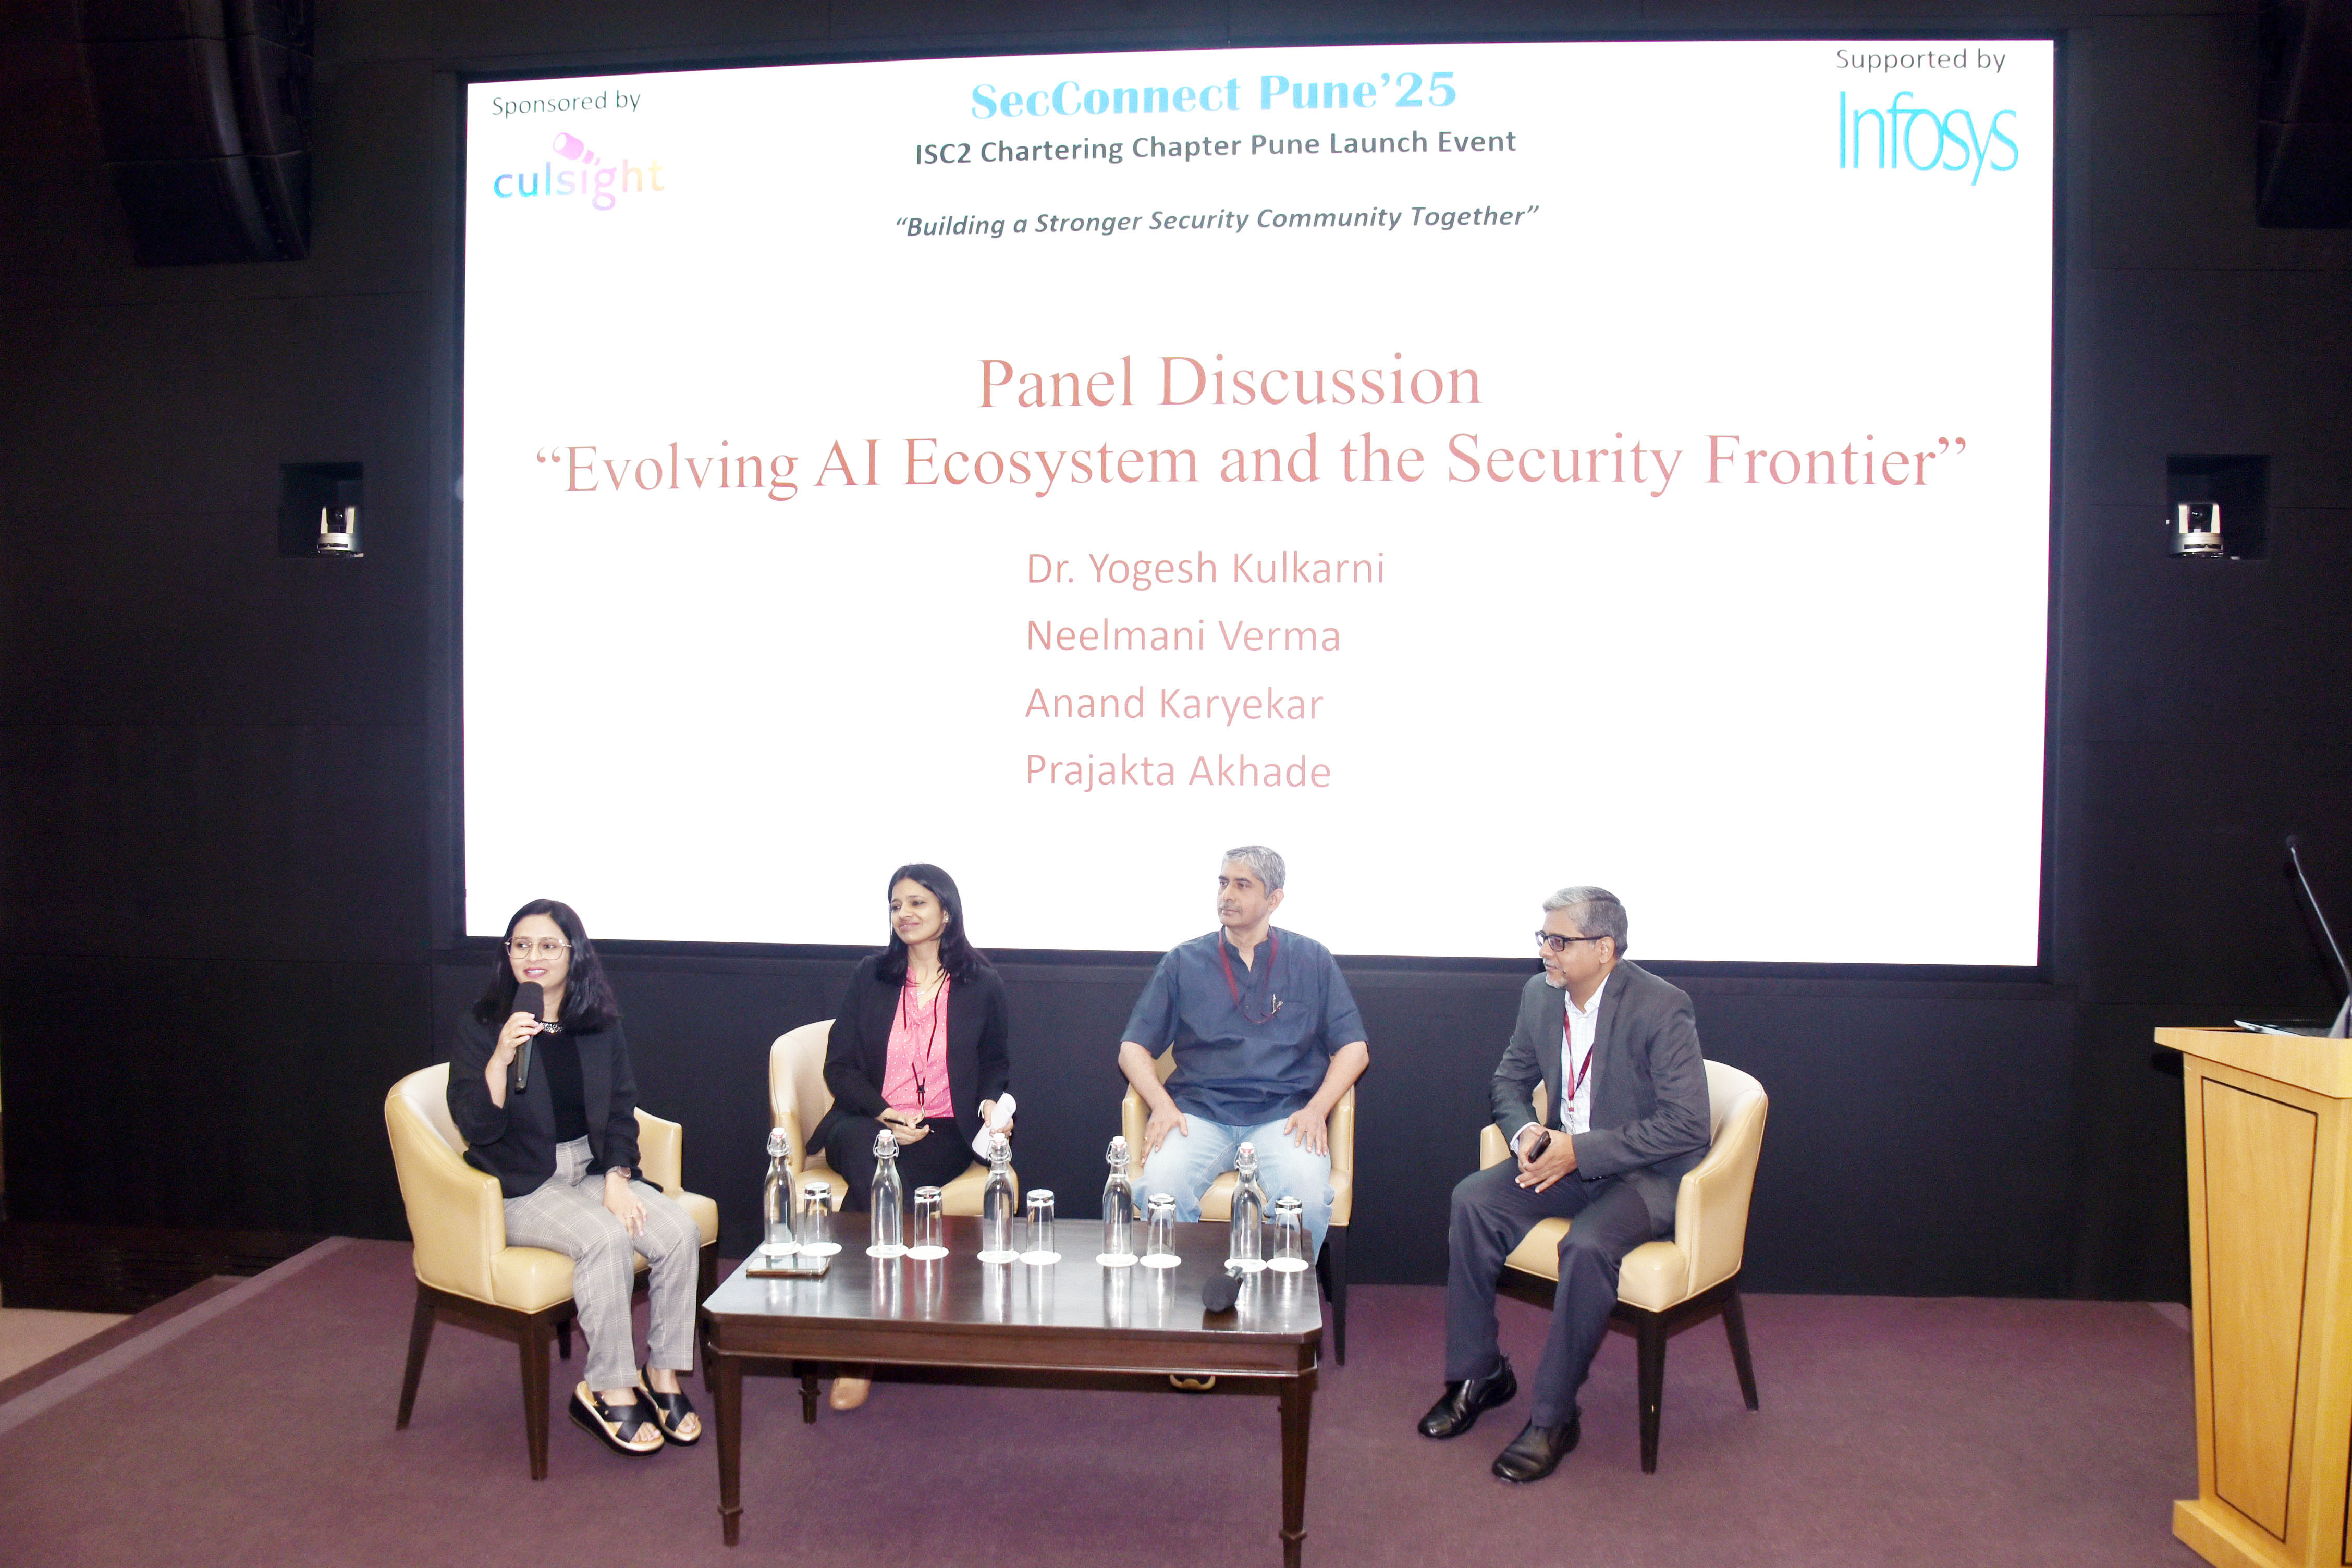 Sponsored by
culsight
SecConnect Pune’25
ISC2 Chartering Chapter Pune Launch Event
“Building a Stronger Security Community Together”
Supported by
Infosys
Panel Discussion
“Evolving AI Ecosystem and the Security Frontier”
Dr. Yogesh Kulkarni
Neelmani Verma
Anand Karyekar
Prajakta Akhade